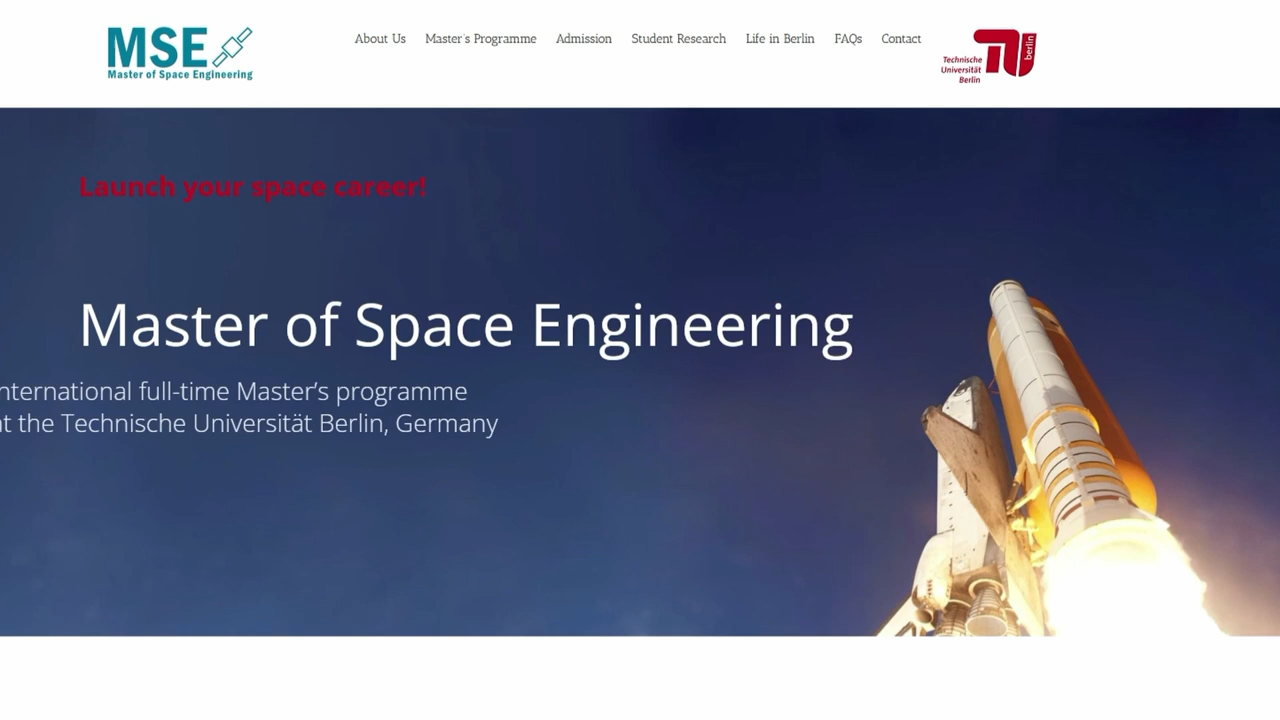 MSE
Master of Space Engineering
About Us
Master's Programme
Admission
Student Research
Life in Berlin
FAQs
Contact
Technische
Universität
Berlin
berlin
Launch your space career!
Master of Space Engineering
nternational full-time Master’s programme
at the Technische Universität Berlin, Germany